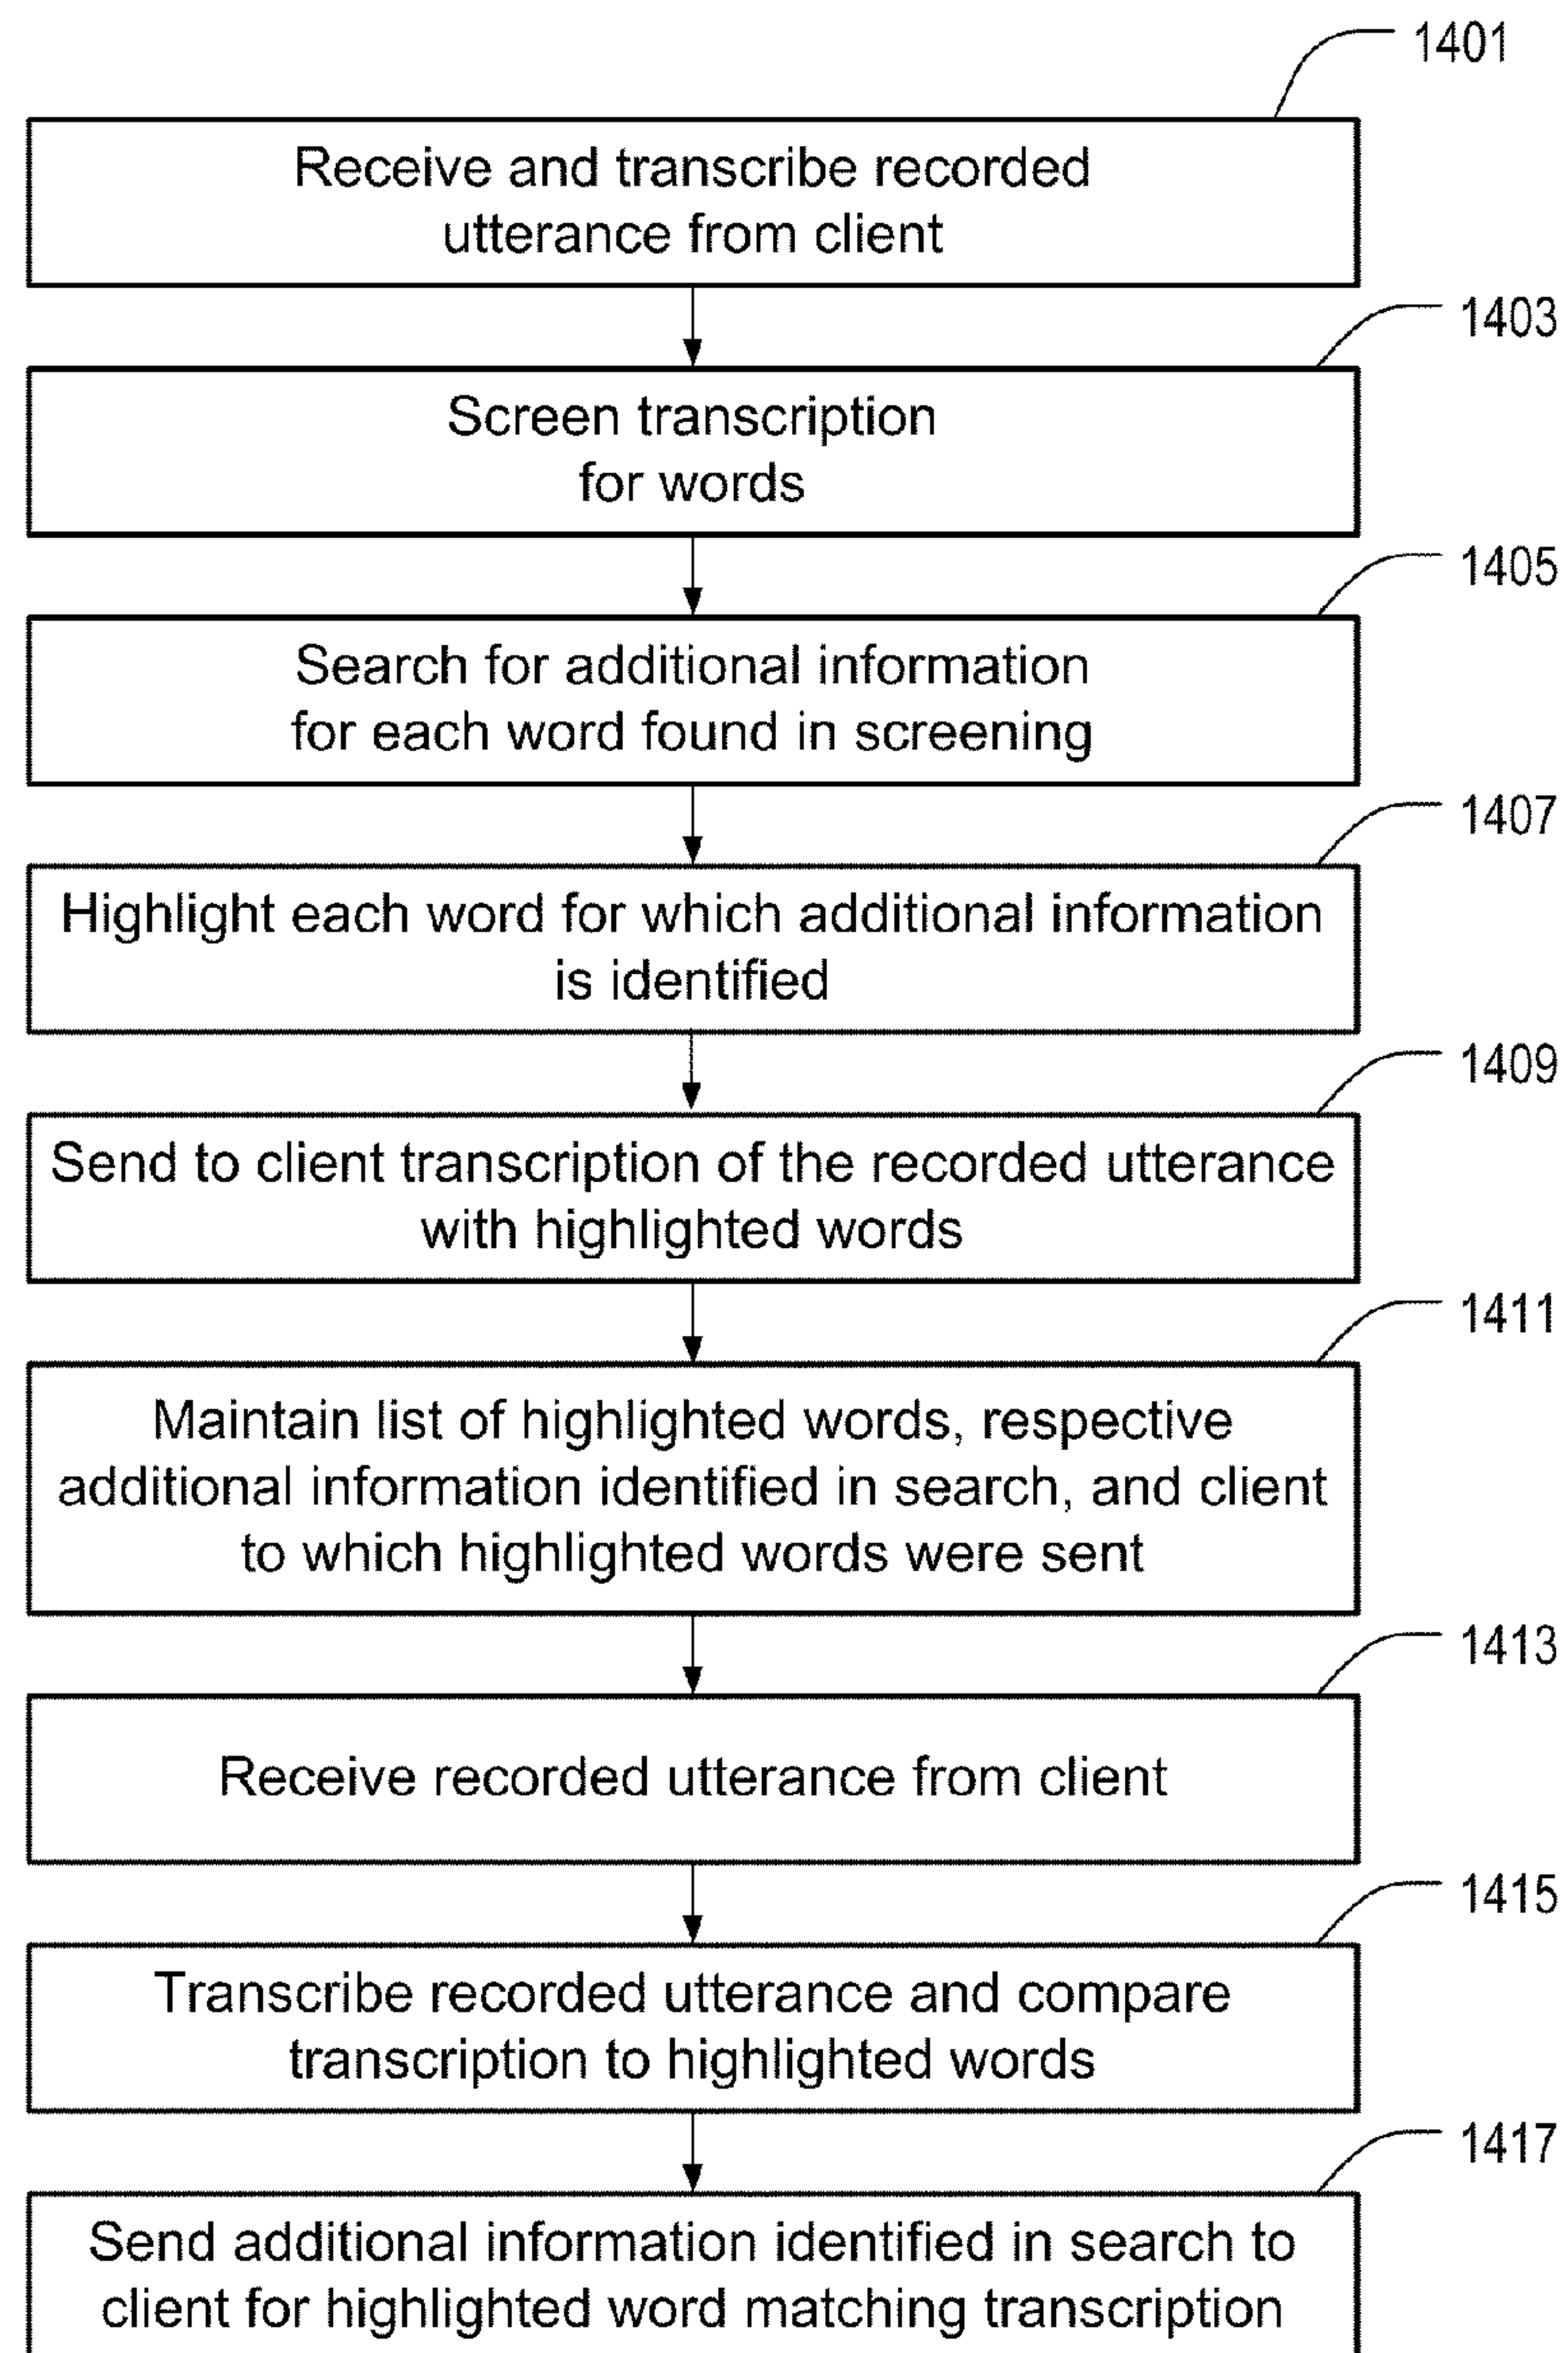 1401
Receive and transcribe recorded
utterance from client
1403
Screen transcription
for words
1405
Search for additional information
for each word found in screening
1407
Highlight each word for which additional information
is identified
1409
Send to client transcription of the recorded utterance
with highlighted words
1411
Maintain list of highlighted words, respective
additional information identified in search, and client
to which highlighted words were sent
1413
Receive recorded utterance from client
1415
Transcribe recorded utterance and compare
transcription to highlighted words
1417
Send additional information identified in search to
client for highlighted word matching transcription